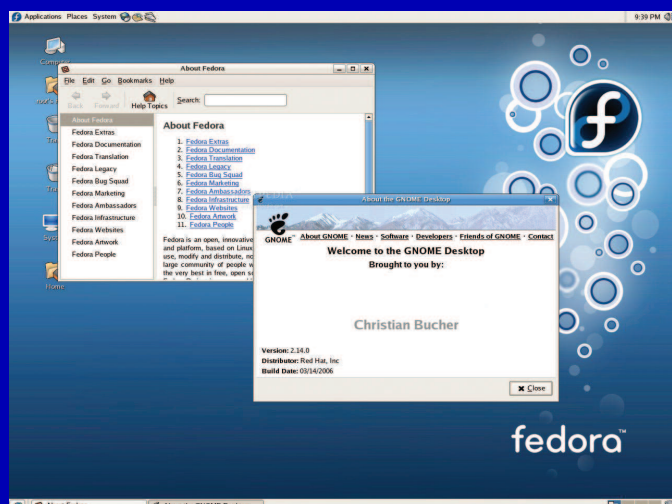 Applications Places System
9:39 PM
About Fedora
File Edit Go Bookmarks Help
Back Forward Help Topics Search:
About Fedora
Fedora Extras
Fedora Documentation
Fedora Translation
Fedora Legacy
Fedora Bug Squad
Fedora Marketing
Fedora Ambassadors
Fedora Infrastructure
Fedora Websites
Fedora Artwork
Fedora People
About Fedora
1. Fedora Extras
2. Fedora Documentation
3. Fedora Translation
4. Fedora Legacy
5. Fedora Bug Squad
6. Fedora Marketing
7. Fedora Ambassadors
8. Fedora Infrastructure
9. Fedora Websites
10. Fedora Artwork
11. Fedora People
Fedora is an open, innovative
and platform, based on Linux
use, modify and distribute, no
large community of people w
the very best in free, open so
About the GNOME Desktop
GNOME™ About GNOME · News · Software · Developers · Friends of GNOME · Contact
Welcome to the GNOME Desktop
Brought to you by:
Christian Bucher
Version: 2.14.0
Distributor: Red Hat, Inc
Build Date: 03/14/2006
Close
Home
fedora™